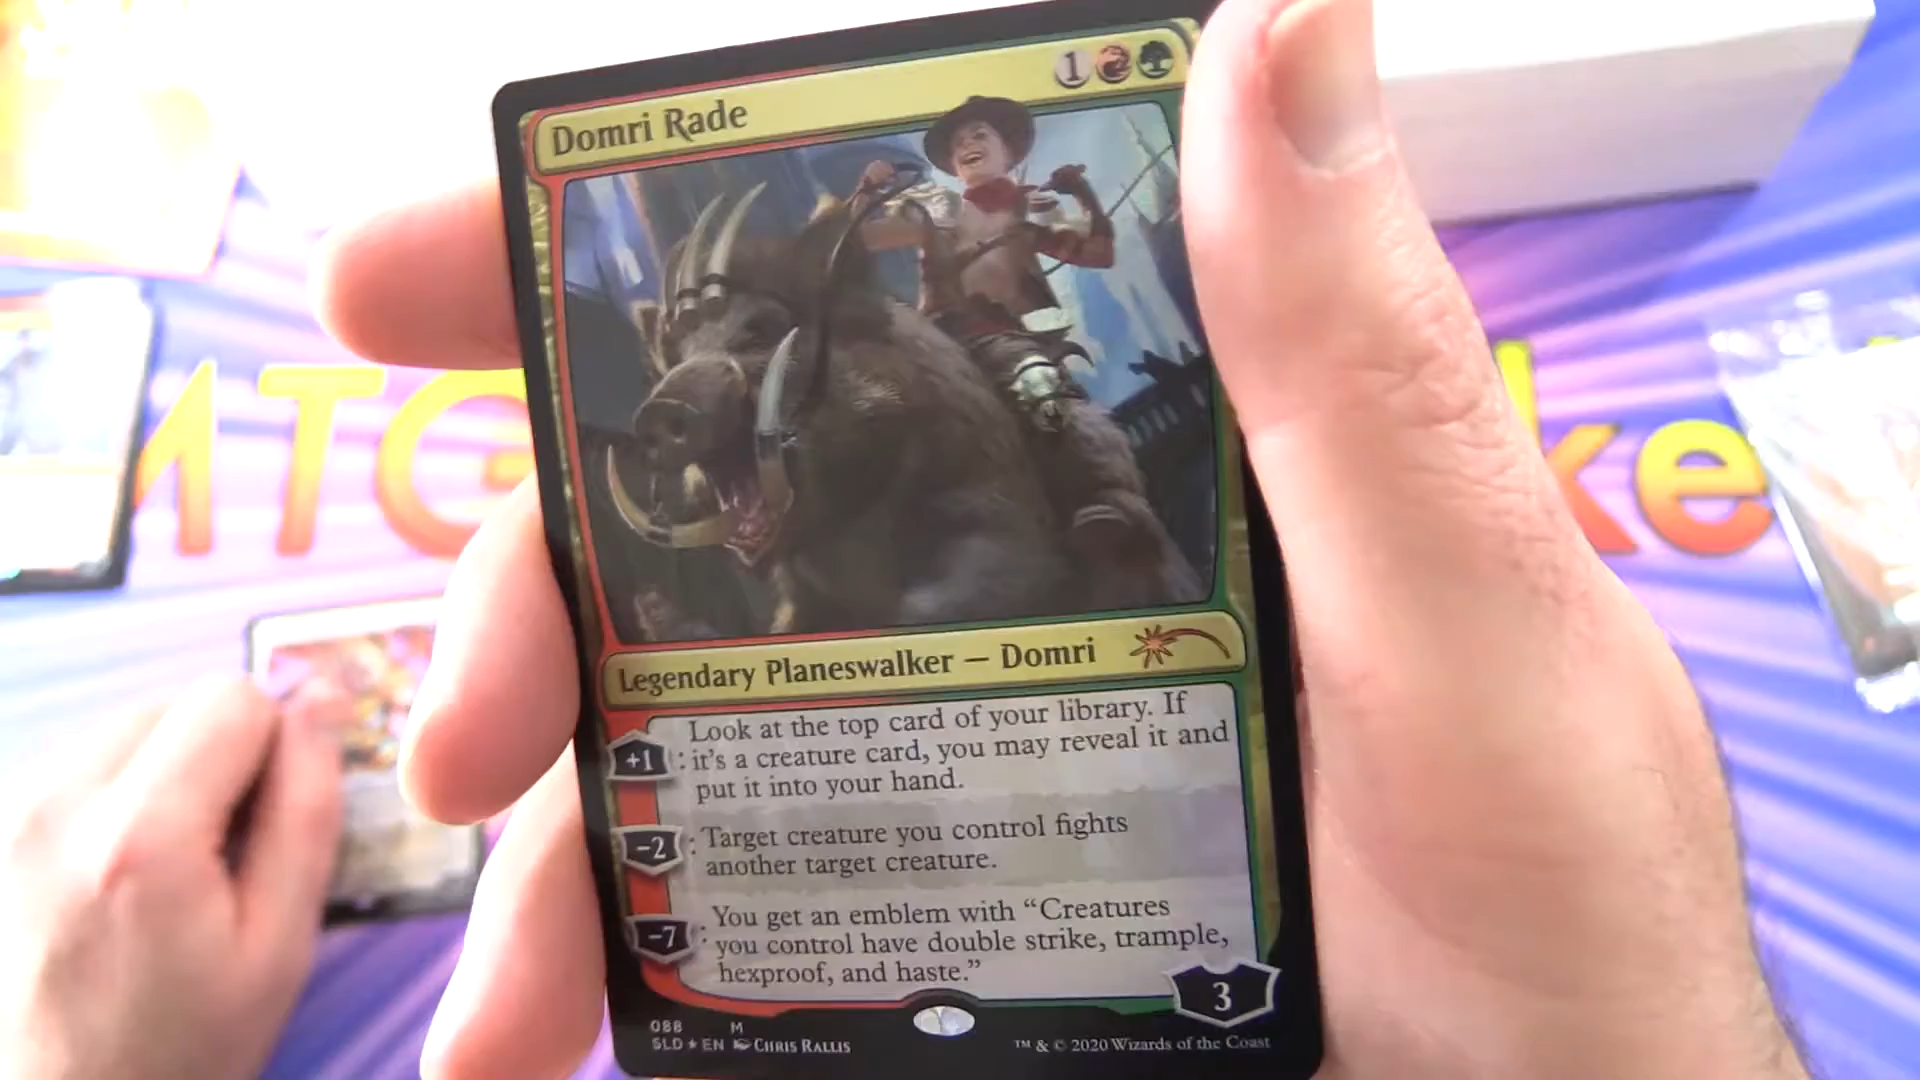 Domri Rade
1
MTG
ke
Legendary Planeswalker — Domri
Look at the top card of your library. If
+1 : it's a creature card, you may reveal it and
put it into your hand.
-2 : Target creature you control fights
another target creature.
-7 : You get an emblem with “Creatures
you control have double strike, trample,
hexproof, and haste.”
3
088 M
SLD ★ EN Chris Rallis
™ & © 2020 Wizards of the Coast